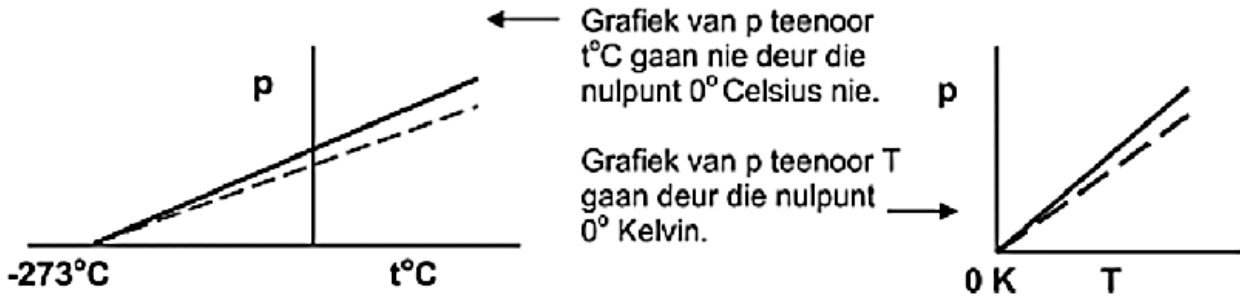 Grafiek van p teenoor
t°C gaan nie deur die
nulpunt 0° Celsius nie.
p
p
Grafiek van p teenoor T
gaan deur die nulpunt
0° Kelvin.
-273°C
t°C
0 K
T